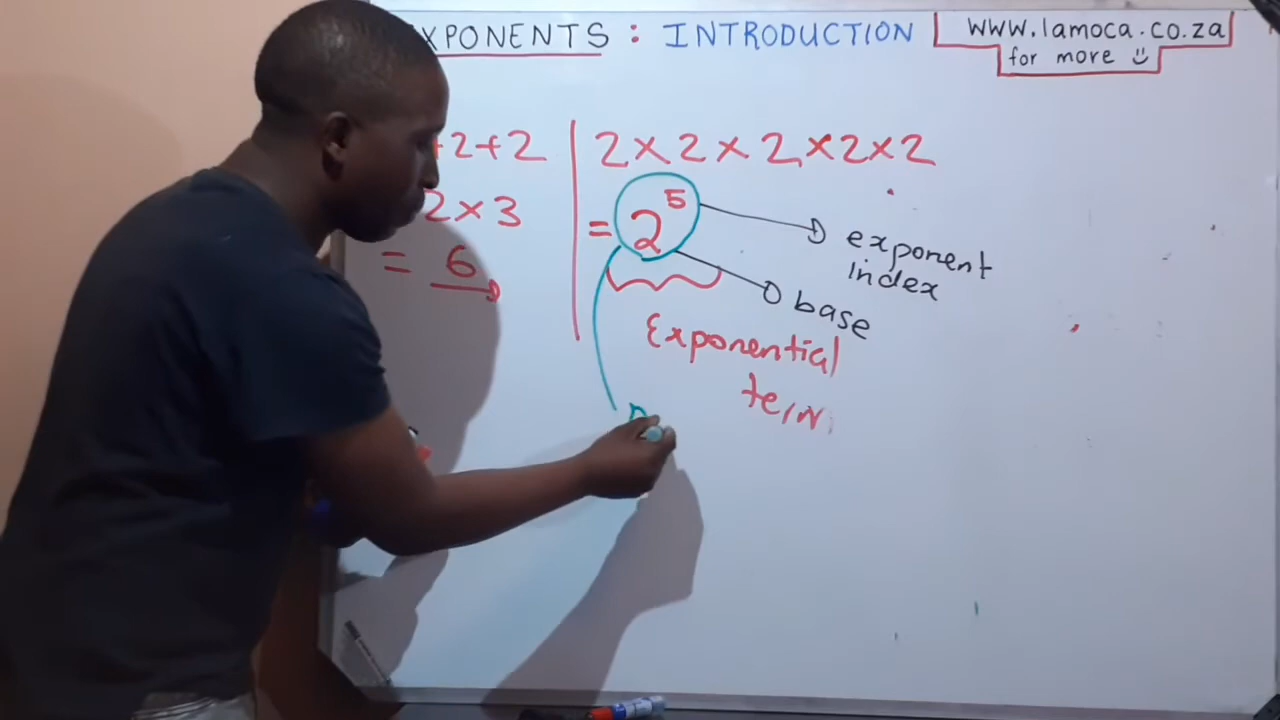 XPONENTS : INTRODUCTION
www.lamoca.co.za
for more
+2+2
2×3
= 6
2×2×2×2×2
= 2⁵
exponent
index
base
Exponential
term